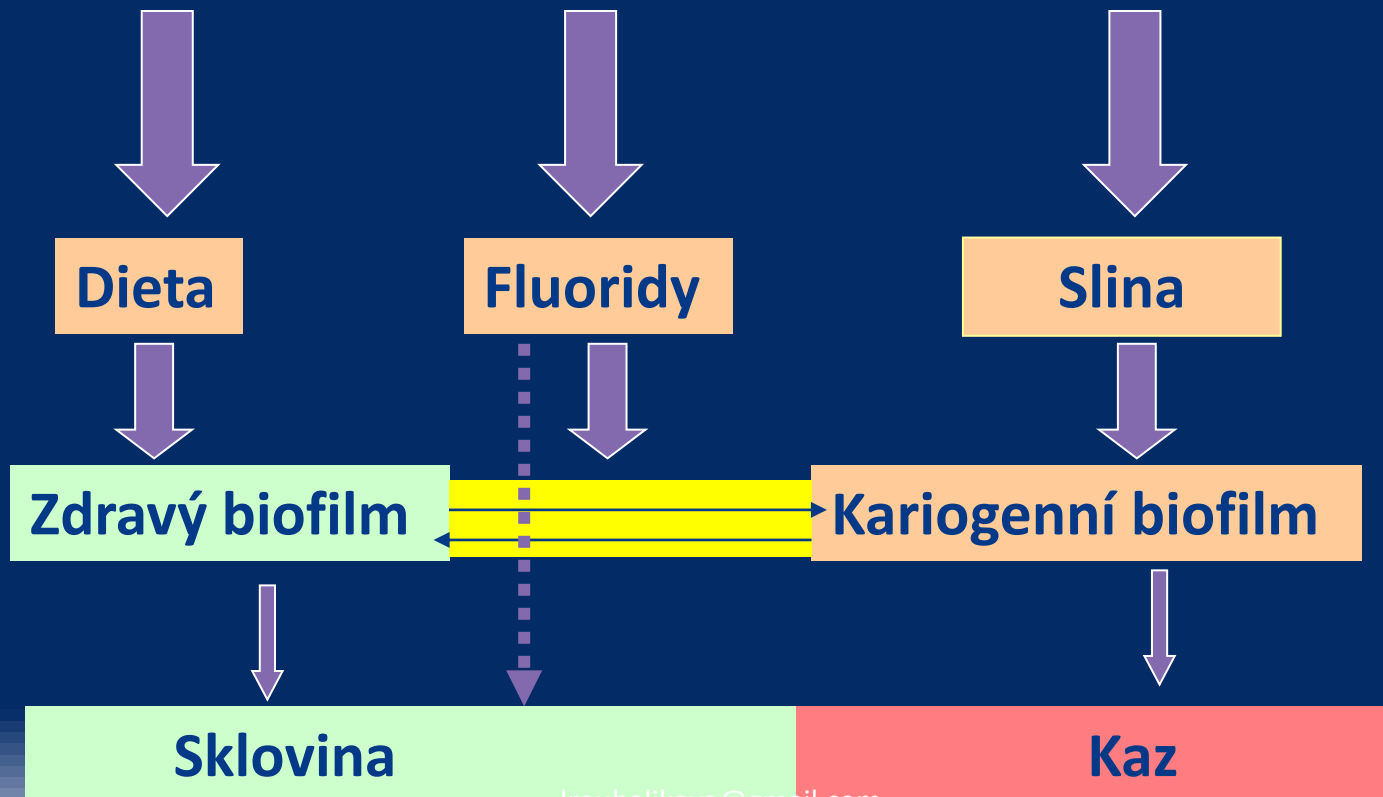 Dieta
Fluoridy
Slina
Zdravý biofilm
Kariogenní biofilm
Sklovina
Kaz